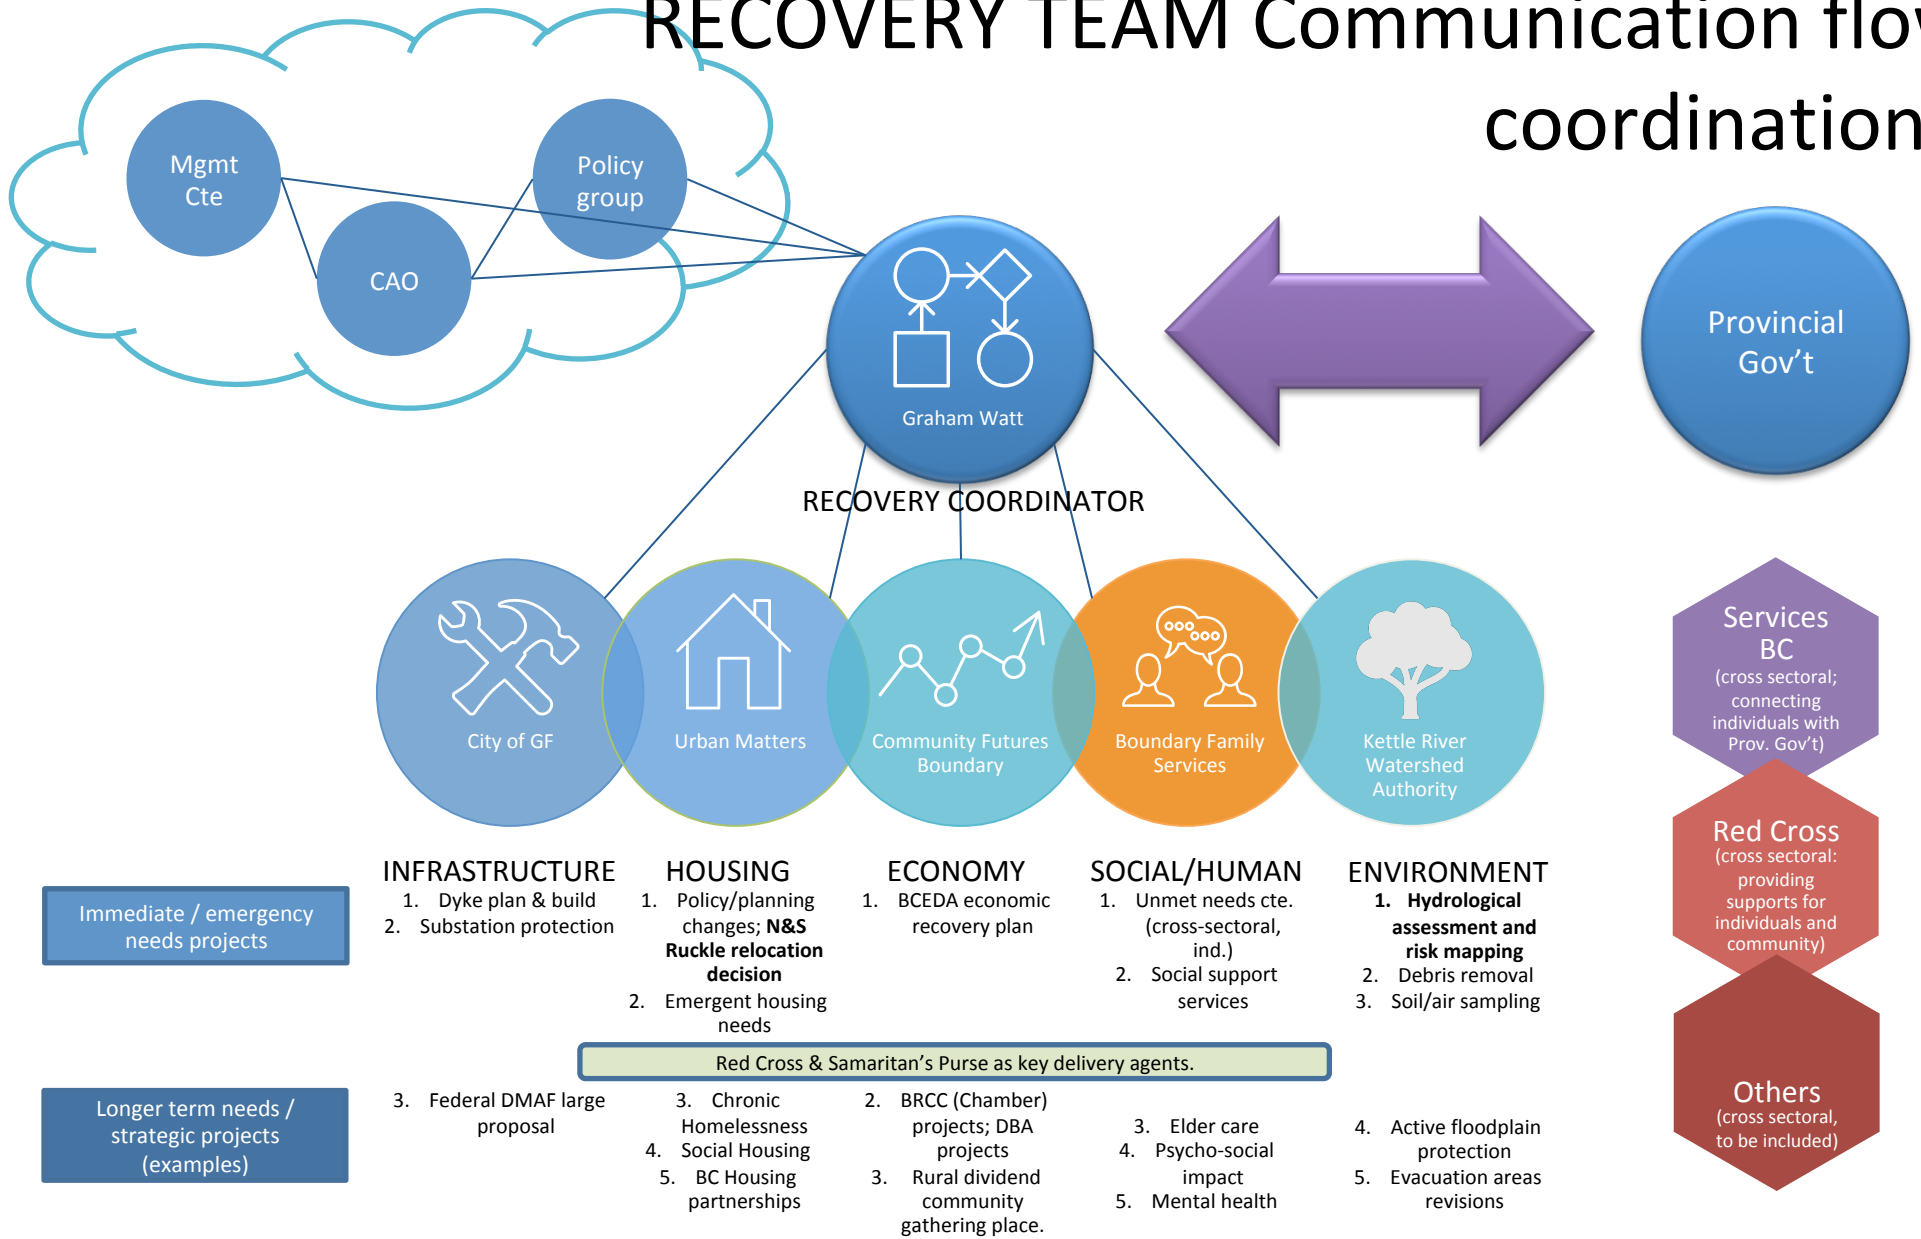 RECOVERY TEAM Communication flow
coordination
Mgmt
Cte
Policy
group
CAO
Graham Watt
RECOVERY COORDINATOR
Provincial
Gov't
City of GF
Urban Matters
Community Futures
Boundary
Boundary Family
Services
Kettle River
Watershed
Authority
Services
BC
(cross sectoral;
connecting
individuals with
Prov. Gov't)
Red Cross
(cross sectoral:
providing
supports for
individuals and
community)
Others
(cross sectoral,
to be included)
Immediate / emergency
needs projects
INFRASTRUCTURE
1. Dyke plan & build
2. Substation protection
HOUSING
1. Policy/planning
changes; N&S
Ruckle relocation
decision
2. Emergent housing
needs
ECONOMY
1. BCEDA economic
recovery plan
SOCIAL/HUMAN
1. Unmet needs cte.
(cross-sectoral,
ind.)
2. Social support
services
ENVIRONMENT
1. Hydrological
assessment and
risk mapping
2. Debris removal
3. Soil/air sampling
Red Cross & Samaritan's Purse as key delivery agents.
Longer term needs /
strategic projects
(examples)
3. Federal DMAF large
proposal
3. Chronic
Homelessness
4. Social Housing
5. BC Housing
partnerships
2. BRCC (Chamber)
projects; DBA
projects
3. Rural dividend
community
gathering place.
3. Elder care
4. Psycho-social
impact
5. Mental health
4. Active floodplain
protection
5. Evacuation areas
revisions